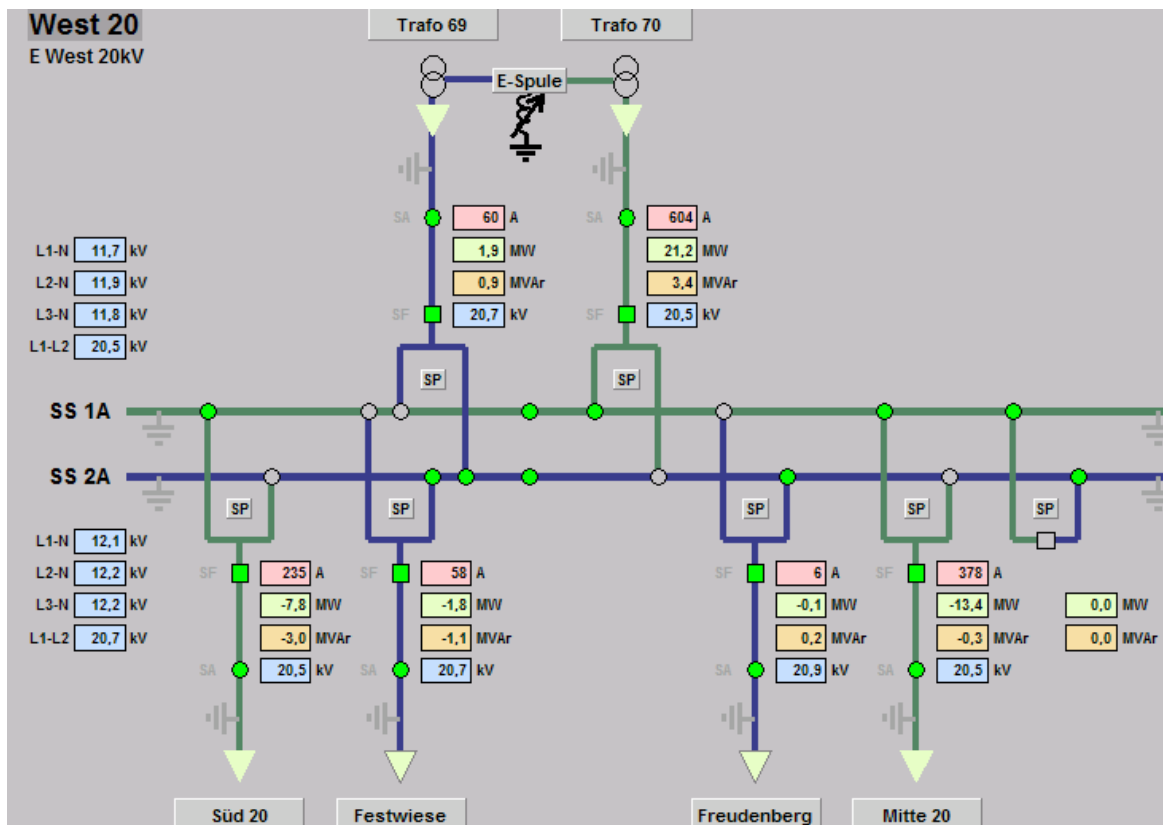 West 20
E West 20kV
Trafo 69
Trafo 70
E-Spule
SA 60 A
1,9 MW
0,9 MVAr
SF 20,7 kV
SA 604 A
21,2 MW
3,4 MVAr
SF 20,5 kV
L1-N 11,7 kV
L2-N 11,9 kV
L3-N 11,8 kV
L1-L2 20,5 kV
SP
SP
SS 1A
SS 2A
SP
SP
SP
SP
SP
L1-N 12,1 kV
L2-N 12,2 kV
L3-N 12,2 kV
L1-L2 20,7 kV
SF 235 A
-7,8 MW
-3,0 MVAr
SA 20,5 kV
SF 58 A
-1,8 MW
-1,1 MVAr
SA 20,7 kV
SF 6 A
-0,1 MW
0,2 MVAr
SA 20,9 kV
SF 378 A
-13,4 MW
-0,3 MVAr
SA 20,5 kV
0,0 MW
0,0 MVAr
Süd 20
Festwiese
Freudenberg
Mitte 20